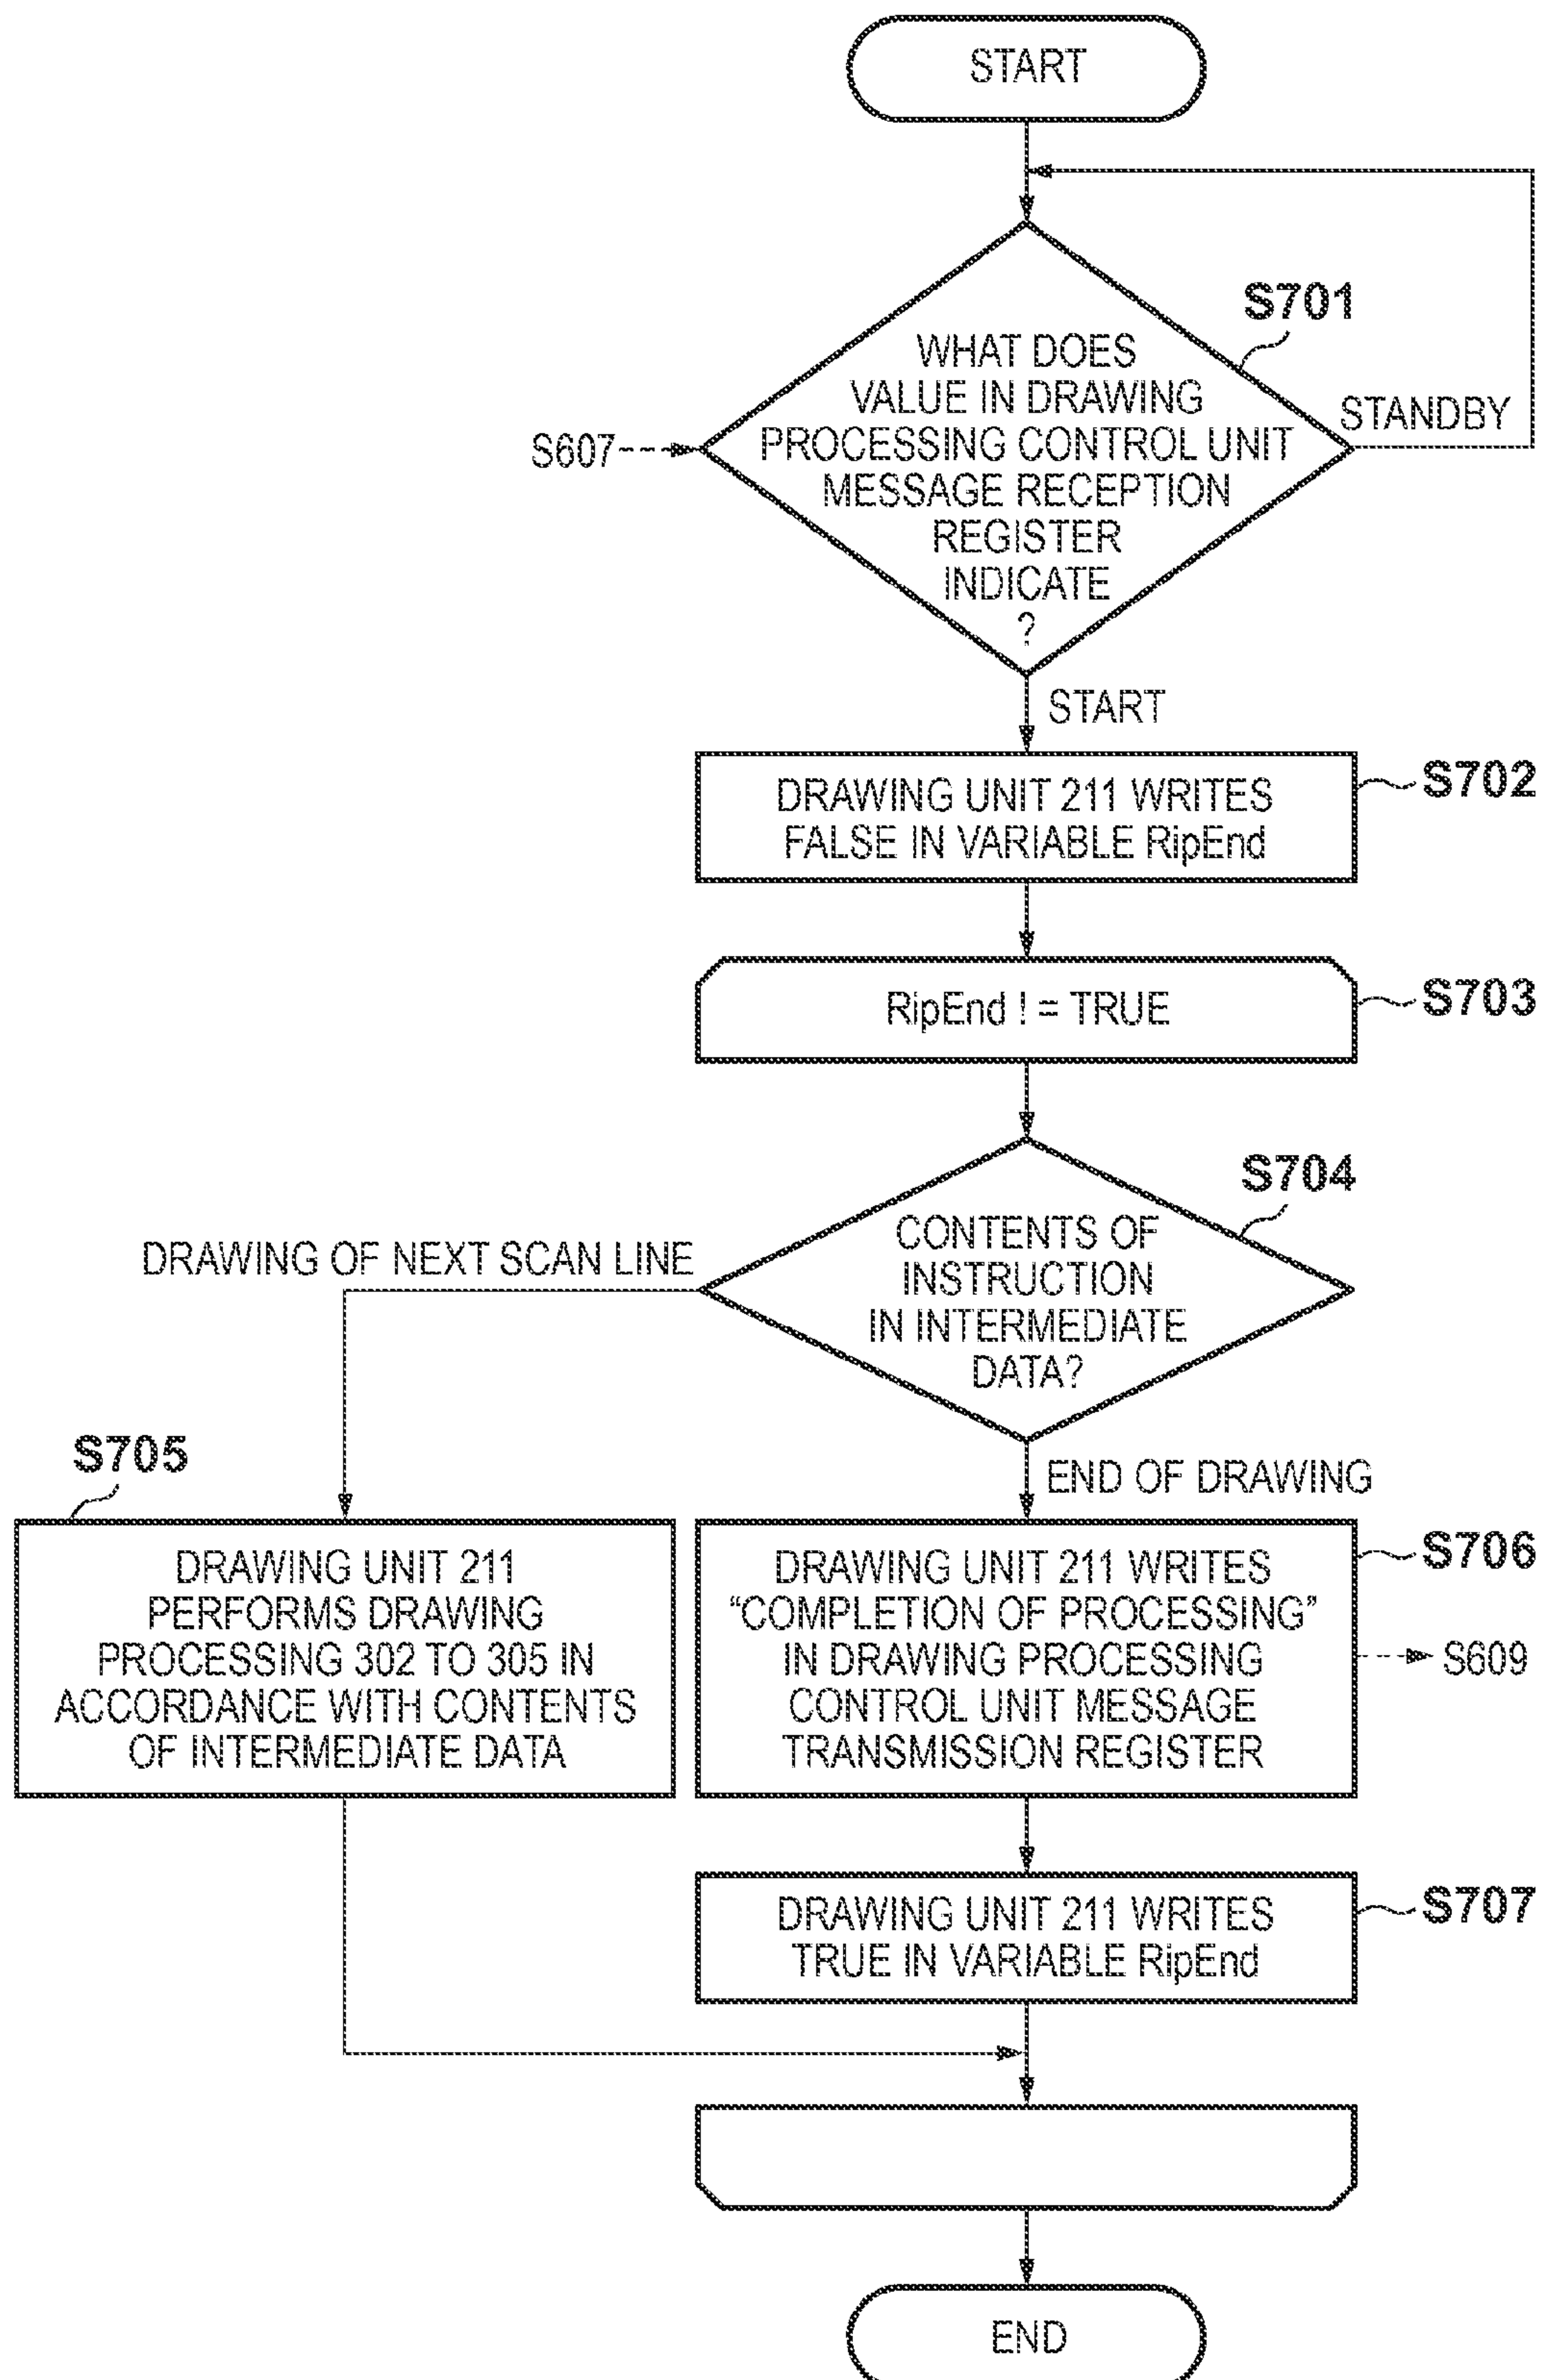 START
S701
WHAT DOES
VALUE IN DRAWING
PROCESSING CONTROL UNIT
MESSAGE RECEPTION
REGISTER
INDICATE
?
STANDBY
S607
START
DRAWING UNIT 211 WRITES
FALSE IN VARIABLE RipEnd
S702
RipEnd ! = TRUE
S703
S704
CONTENTS OF
INSTRUCTION
IN INTERMEDIATE
DATA?
DRAWING OF NEXT SCAN LINE
END OF DRAWING
S705
DRAWING UNIT 211
PERFORMS DRAWING
PROCESSING 302 TO 305 IN
ACCORDANCE WITH CONTENTS
OF INTERMEDIATE DATA
DRAWING UNIT 211 WRITES
“COMPLETION OF PROCESSING”
IN DRAWING PROCESSING
CONTROL UNIT MESSAGE
TRANSMISSION REGISTER
S706
S609
DRAWING UNIT 211 WRITES
TRUE IN VARIABLE RipEnd
S707
END